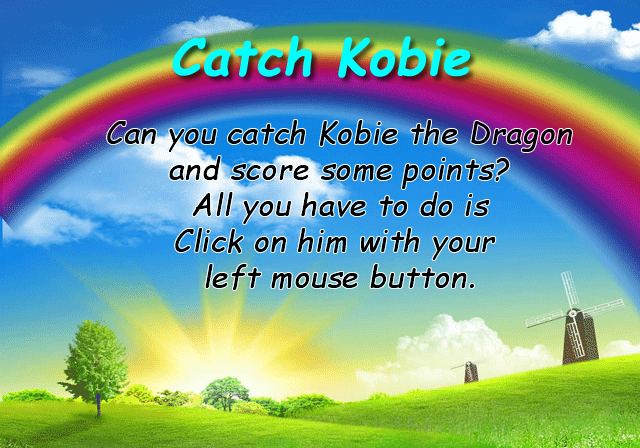 Catch Kobie
Can you catch Kobie the Dragon
and score some points?
All you have to do is
Click on him with your
left mouse button.